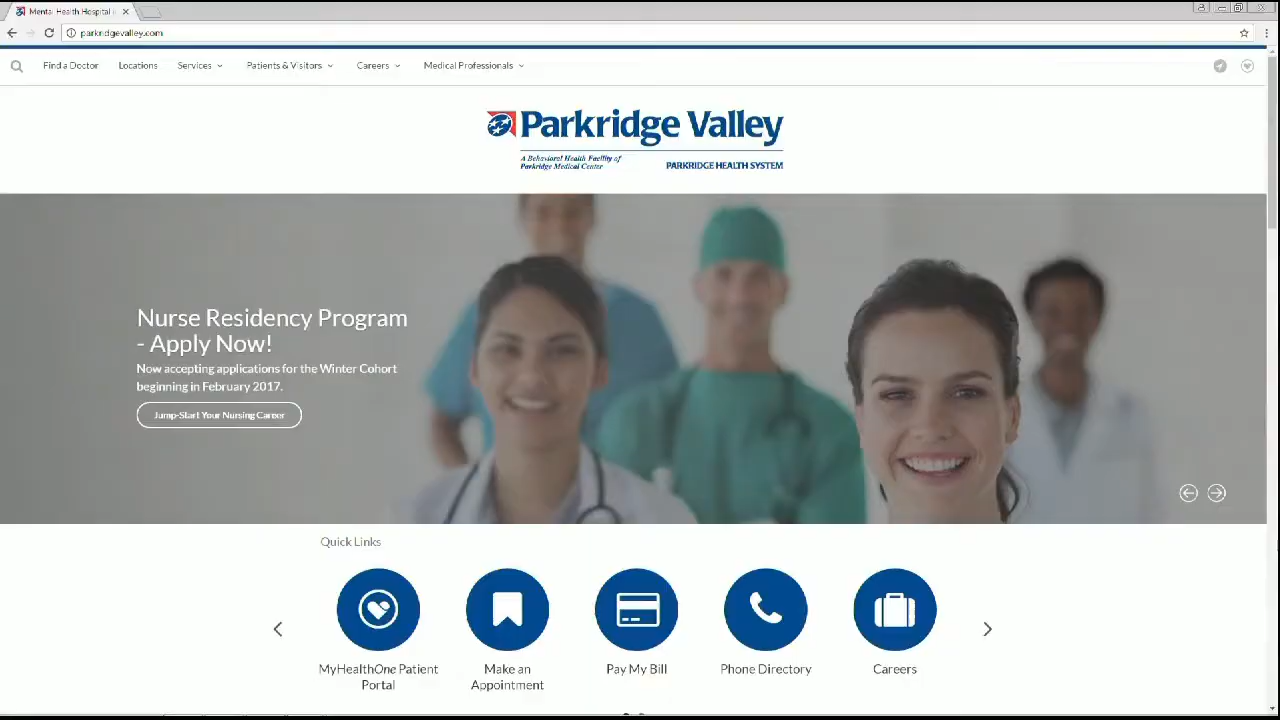 Mental Health Hospital i
parkridgevalley.com
Find a Doctor Locations Services Patients & Visitors Careers Medical Professionals
Parkridge Valley
A Behavioral Health Facility of
Parkridge Medical Center
PARKRIDGE HEALTH SYSTEM
Nurse Residency Program
- Apply Now!
Now accepting applications for the Winter Cohort
beginning in February 2017.
Jump-Start Your Nursing Career
Quick Links
MyHealthOne Patient
Portal
Make an
Appointment
Pay My Bill
Phone Directory
Careers